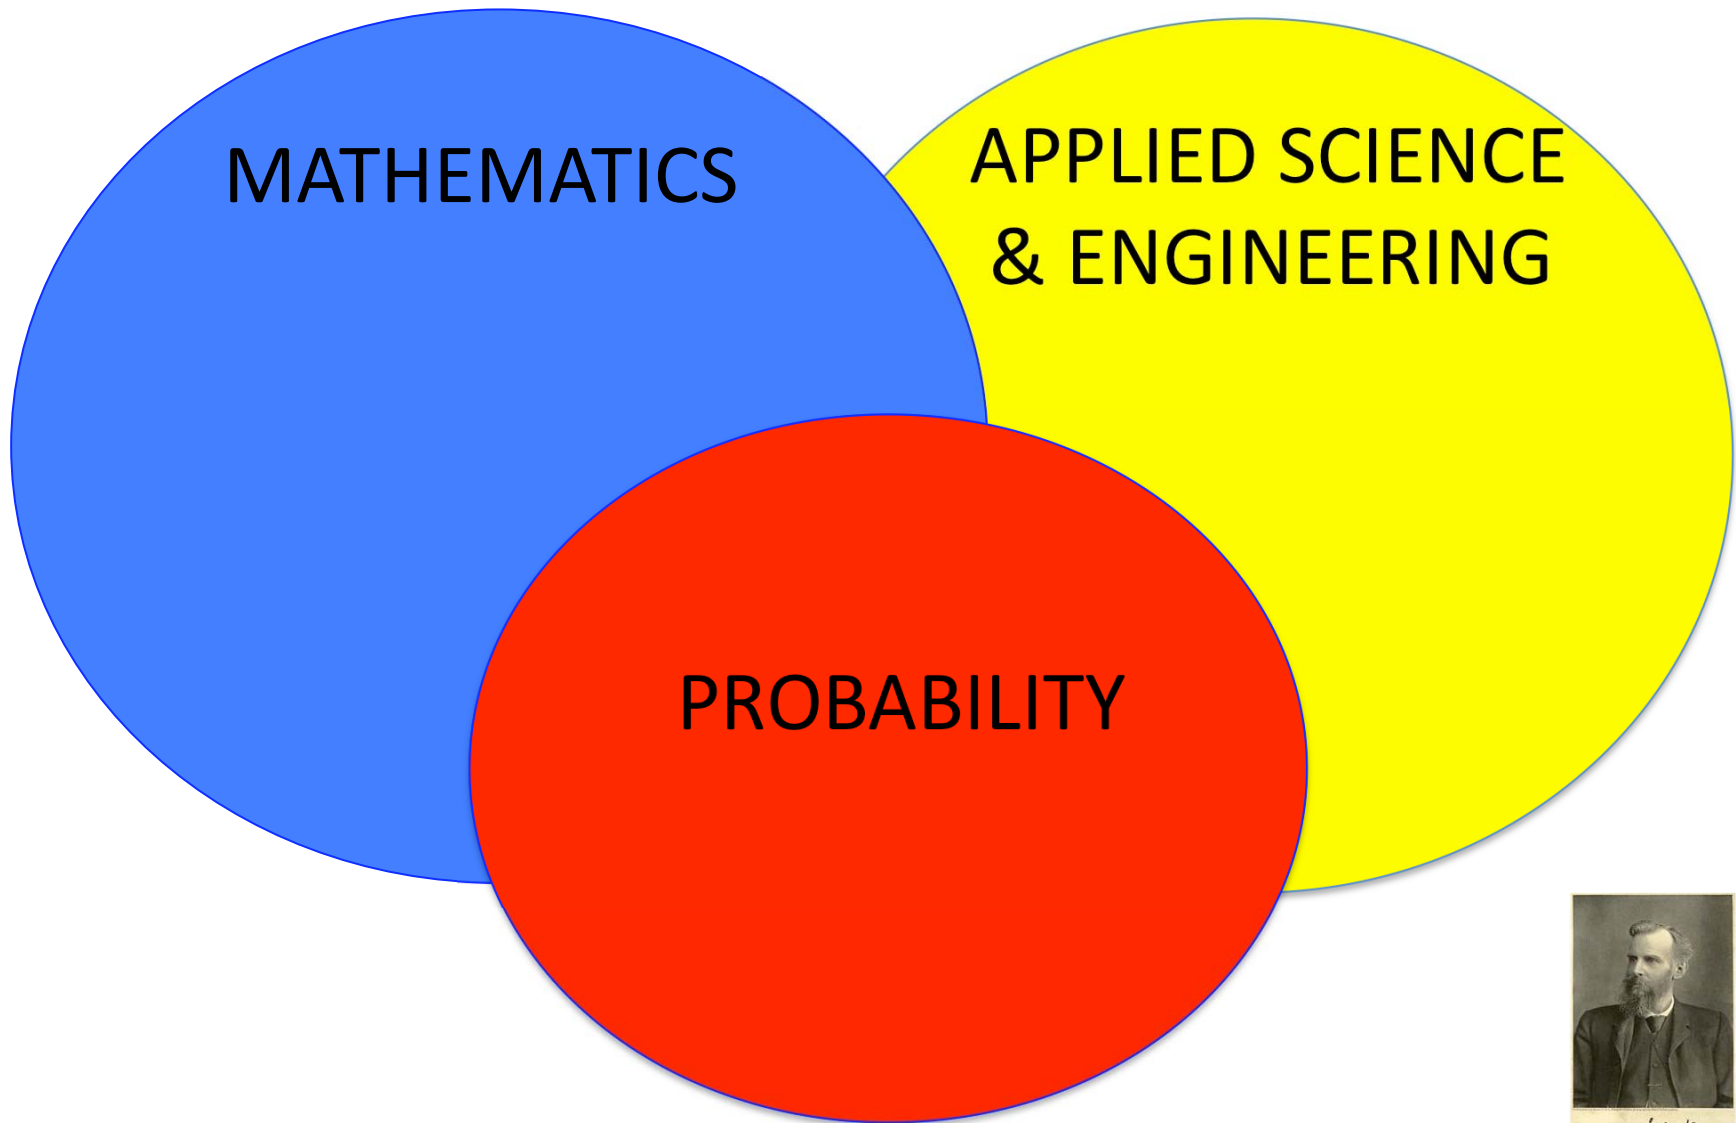 MATHEMATICS
APPLIED SCIENCE
& ENGINEERING
PROBABILITY